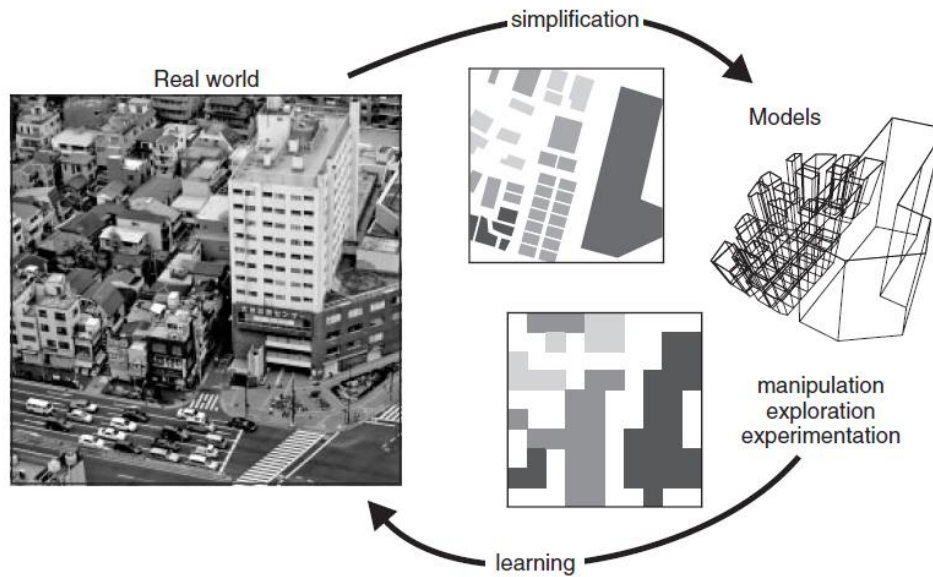 simplification
Real world
Models
manipulation
exploration
experimentation
learning